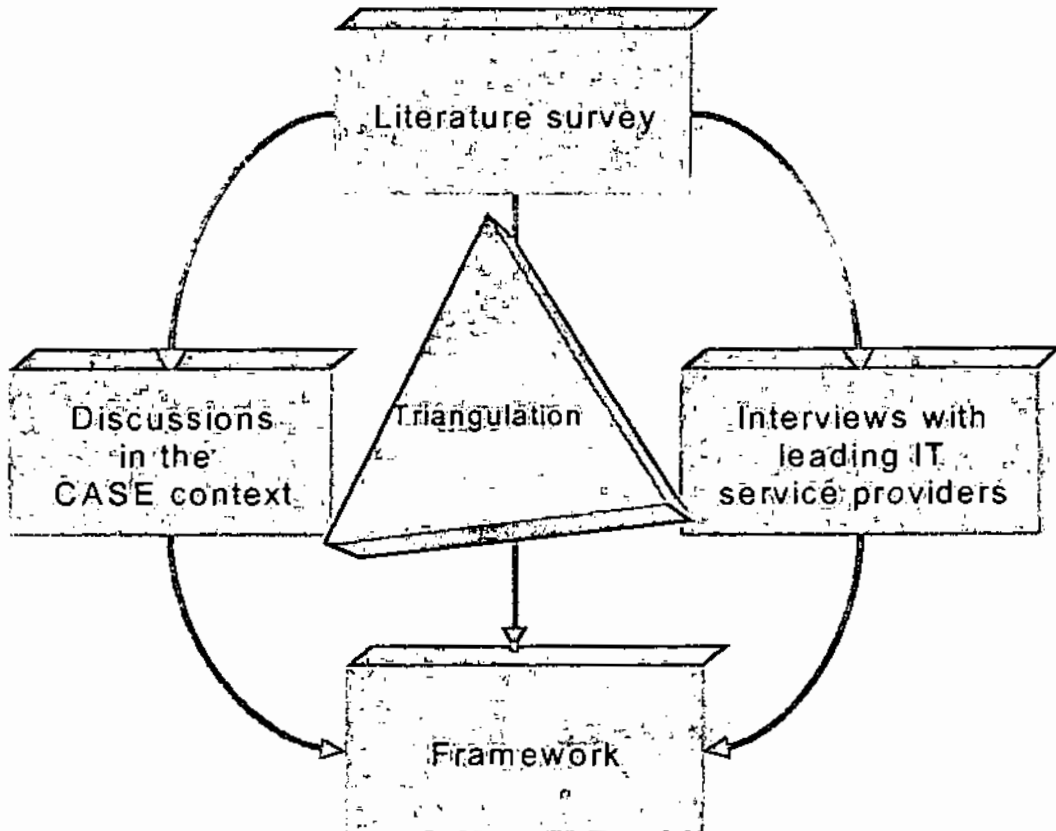 Literature survey
Discussions
in the
CASE context
Triangulation
Interviews with
leading IT
service providers
Framework